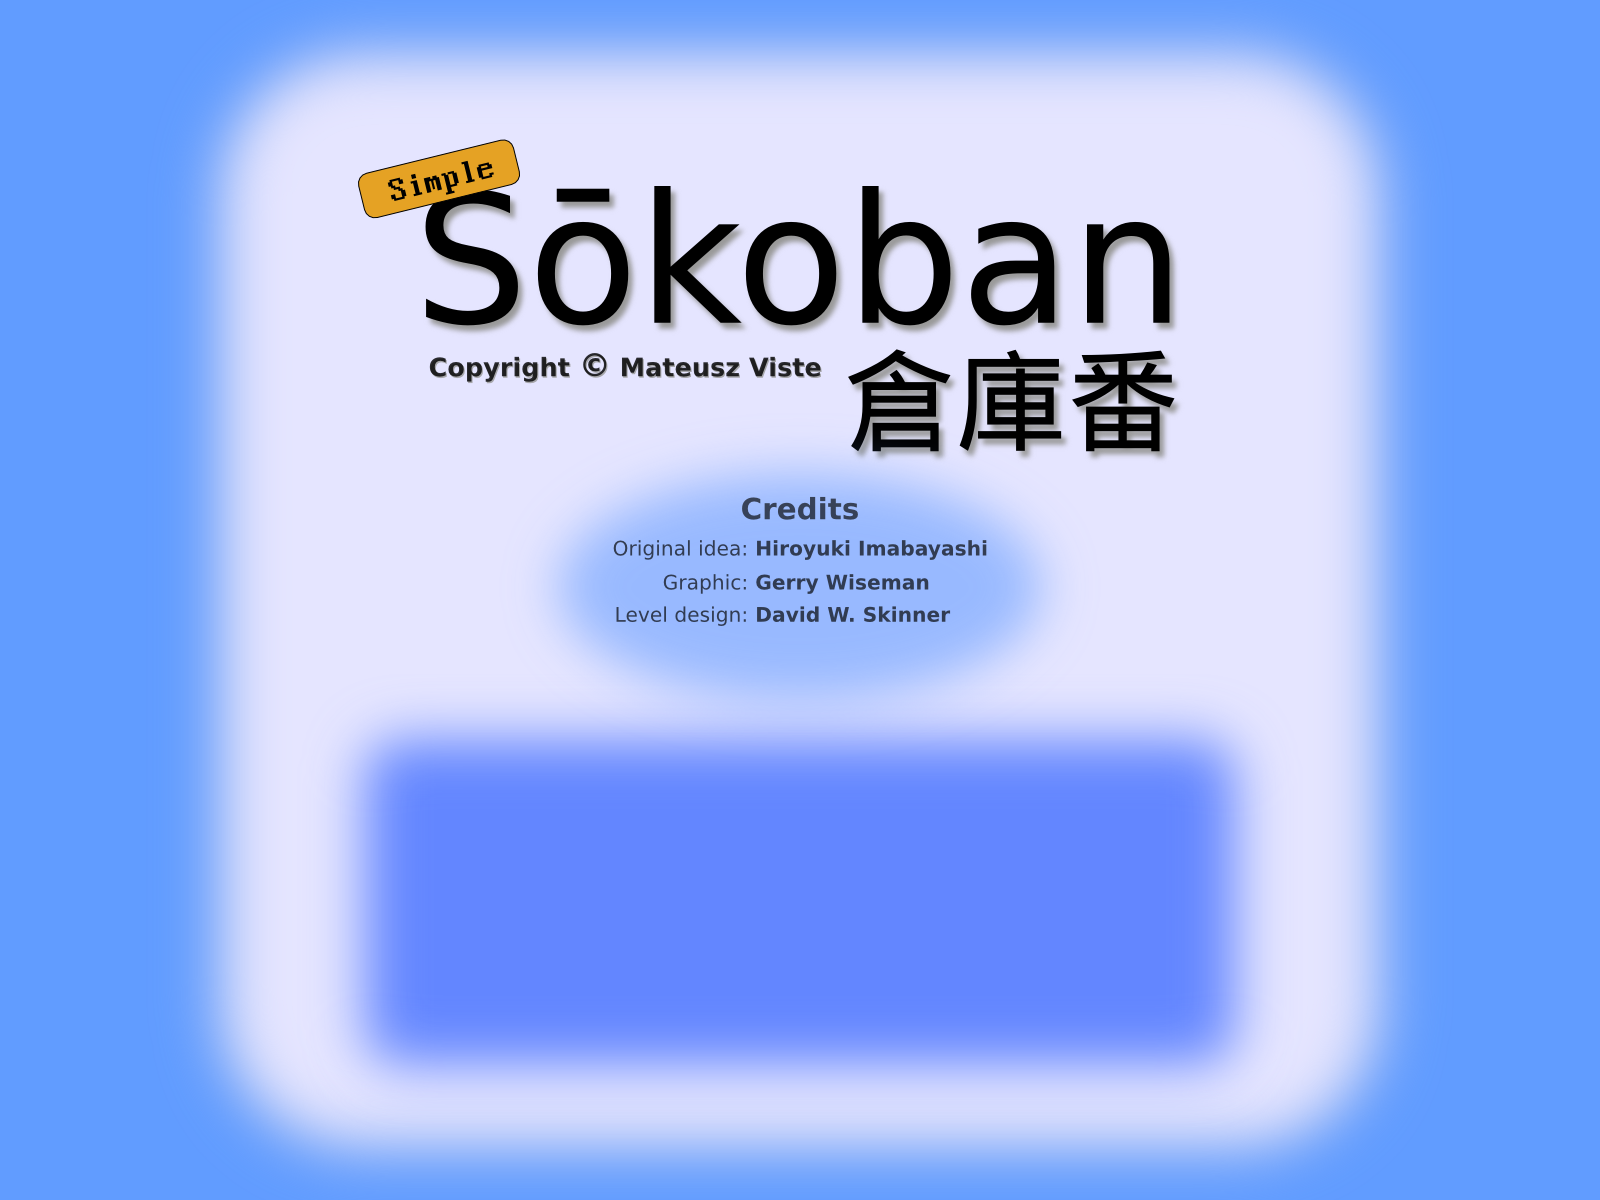 Simple
Sōkoban
Copyright © Mateusz Viste
倉庫番
Credits
Original idea: Hiroyuki Imabayashi
Graphic: Gerry Wiseman
Level design: David W. Skinner